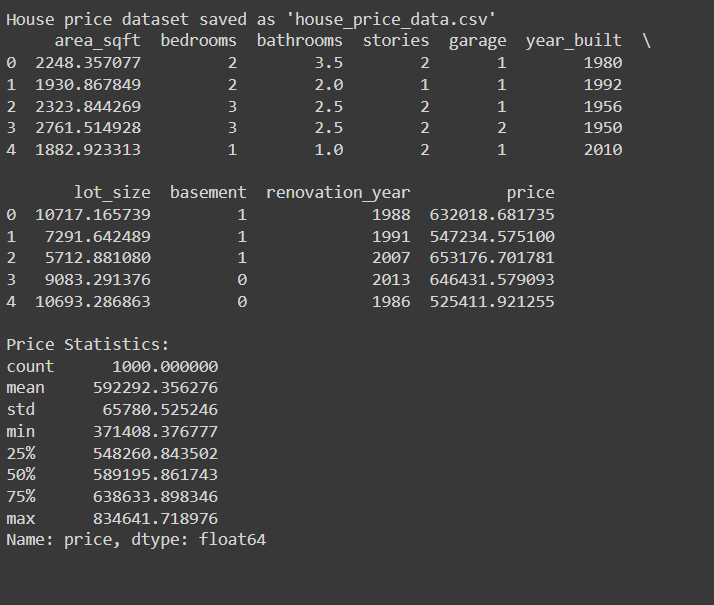 House price dataset saved as 'house_price_data.csv'
     area_sqft  bedrooms  bathrooms  stories  garage  year_built  \
0  2248.357077         2        3.5        2       1        1980
1  1930.867849         2        2.0        1       1        1992
2  2323.844269         3        2.5        2       1        1956
3  2761.514928         3        2.5        2       2        1950
4  1882.923313         1        1.0        2       1        2010
       lot_size  basement  renovation_year          price
0  10717.165739         1             1988  632018.681735
1   7291.642489         1             1991  547234.575100
2   5712.881080         1             2007  653176.701781
3   9083.291376         0             2013  646431.579093
4  10693.286863         0             1986  525411.921255
Price Statistics:
count      1000.000000
mean     592292.356276
std       65780.525246
min      371408.376777
25%      548260.843502
50%      589195.861743
75%      638633.898346
max      834641.718976
Name: price, dtype: float64